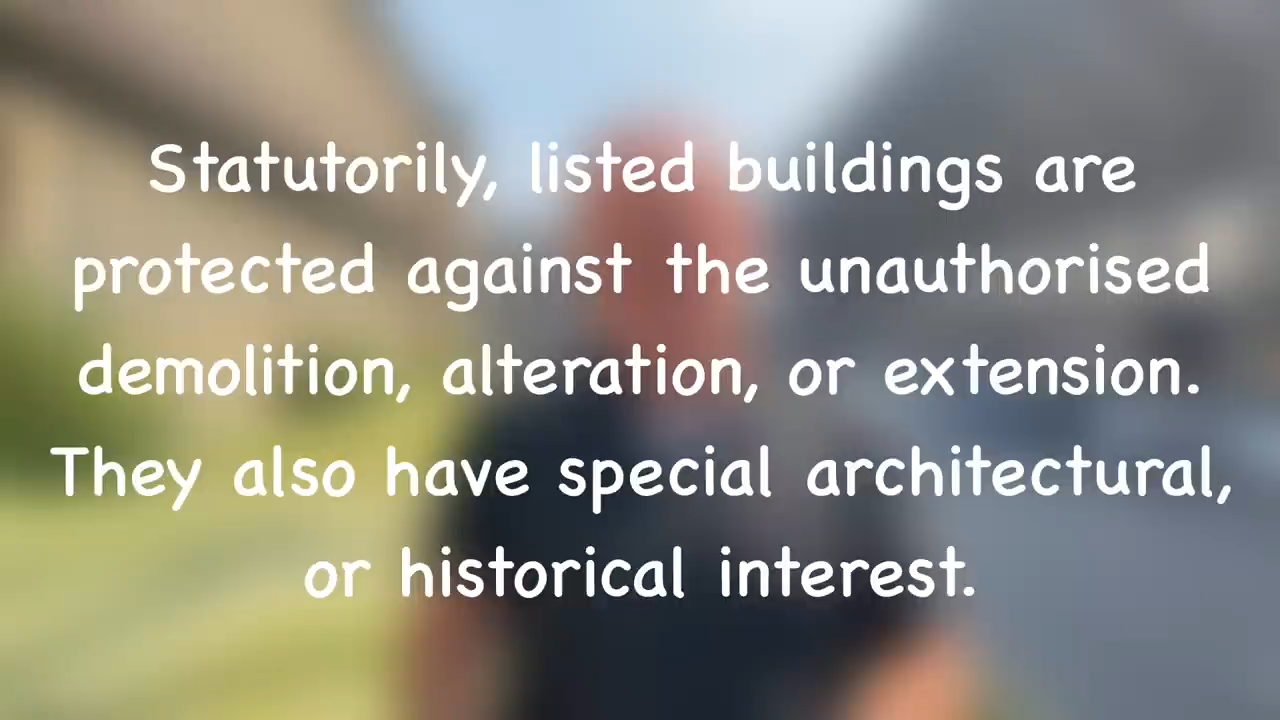 Statutorily, listed buildings are
protected against the unauthorised
demolition, alteration, or extension.
They also have special architectural,
or historical interest.